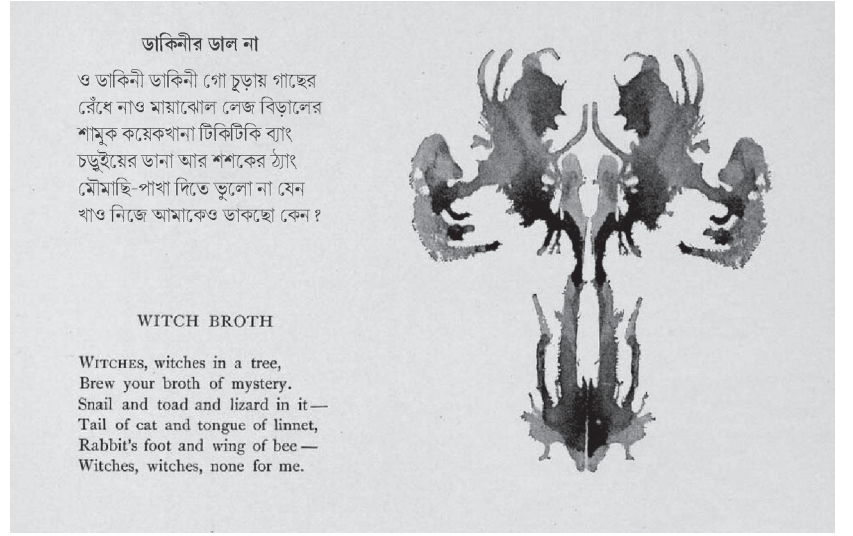 ডাকিনীর ডাল না
ও ডাকিনী ডাকিনী গো চূড়ায় গাছের
রেঁধে নাও মায়াঝোল লেজ বিড়ালের
শামুক কয়েকখানা টিকিটিকি ব্যাং
চড়ুইয়ের ডানা আর শশকের ঠ্যাং
মৌমাছি-পাখা দিতে ভুলো না যেন
খাও নিজে আমাকেও ডাকছো কেন ?
WITCH BROTH
WITCHES, witches in a tree,
Brew your broth of mystery.
Snail and toad and lizard in it—
Tail of cat and tongue of linnet,
Rabbit's foot and wing of bee—
Witches, witches, none for me.